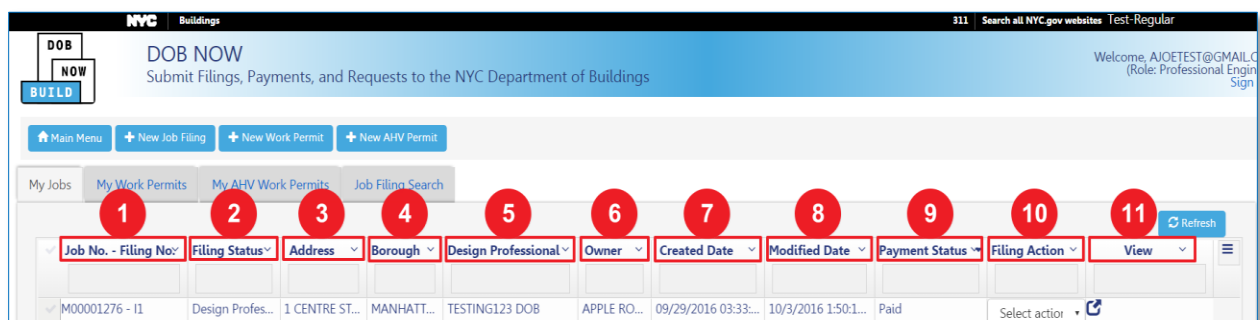 NYC Buildings 311 Search all NYC.gov websites Test-Regular
DOB
NOW
BUILD
DOB NOW
Submit Filings, Payments, and Requests to the NYC Department of Buildings
Welcome, AJOETEST@GMAIL.C
(Role: Professional Engin
Sign
Main Menu + New Job Filing + New Work Permit + New AHV Permit
My Jobs My Work Permits My AHV Work Permits Job Filing Search
1 2 3 4 5 6 7 8 9 10 11
Refresh
Job No. - Filing No. Filing Status Address Borough Design Professional Owner Created Date Modified Date Payment Status Filing Action View
M00001276 - I1 Design Profes... 1 CENTRE ST... MANHATT... TESTING123 DOB APPLE RO... 09/29/2016 03:33:... 10/3/2016 1:50:1... Paid Select action